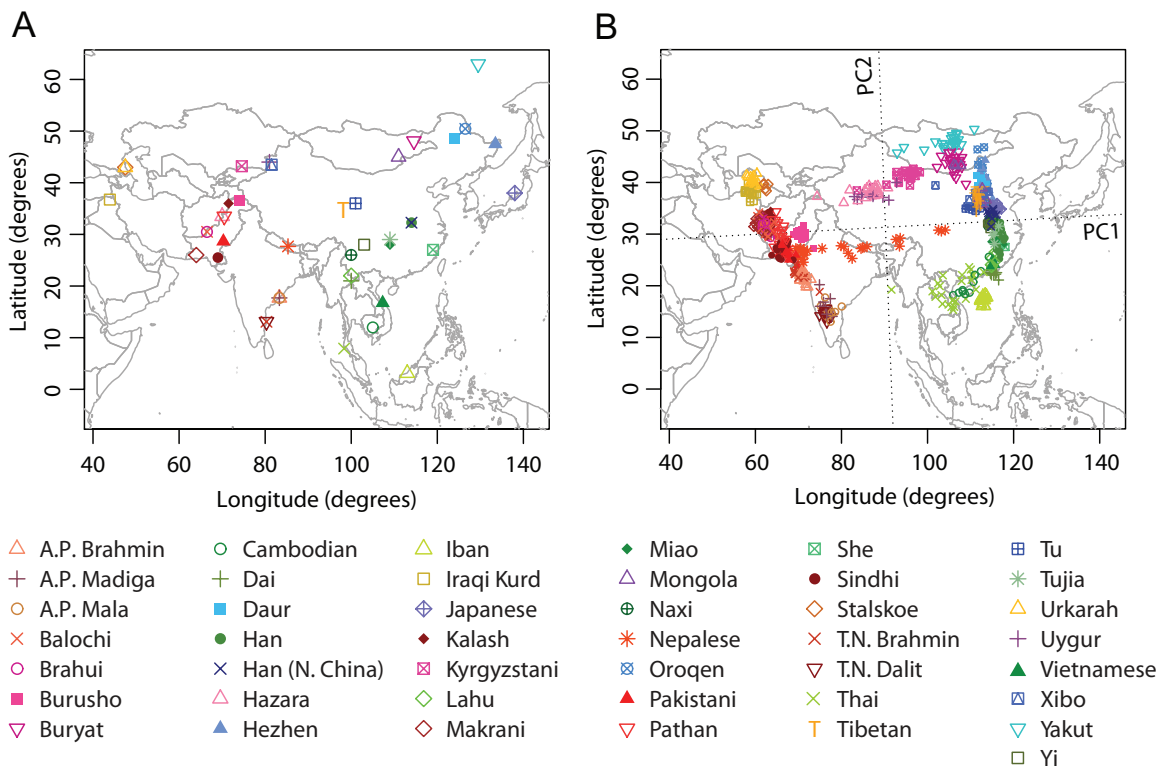 A
B
Latitude (degrees)
60
50
40
30
20
10
0
40
60
80
100
120
140
Longitude (degrees)
Latitude (degrees)
60
50
40
30
20
10
0
PC2
PC1
40
60
80
100
120
140
Longitude (degrees)
A.P. Brahmin
A.P. Madiga
A.P. Mala
Balochi
Brahui
Burusho
Buryat
Cambodian
Dai
Daur
Han
Han (N. China)
Hazara
Hezhen
Iban
Iraqi Kurd
Japanese
Kalash
Kyrgyzstani
Lahu
Makrani
Miao
Mongola
Naxi
Nepalese
Oroqen
Pakistani
Pathan
She
Sindhi
Stalskoe
T.N. Brahmin
T.N. Dalit
Thai
Tibetan
Tu
Tujia
Urkarah
Uygur
Vietnamese
Xibo
Yakut
Yi